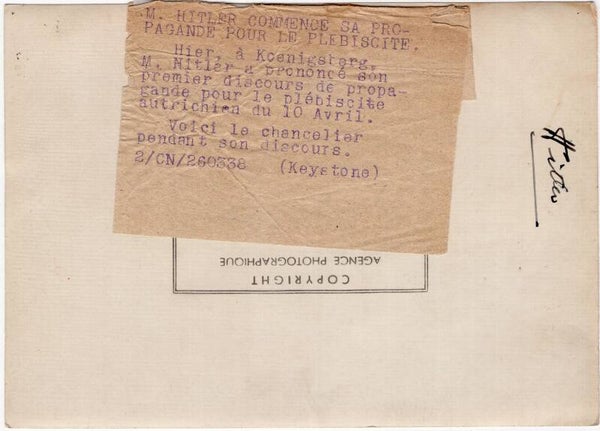 M. HITLER COMMENCE SA PRO-
PAGANDE POUR LE PLEBISCITE.
Hier, à Koenigsberg,
M. Hitler a prononcé son
premier discours de propa-
gande pour le plébiscite
autrichien du 10 Avril.
Voici le chancelier
pendant son discours.
2/CN/260338 (Keystone)
Hitler
COPYRIGHT
AGENCE PHOTOGRAPHIQUE